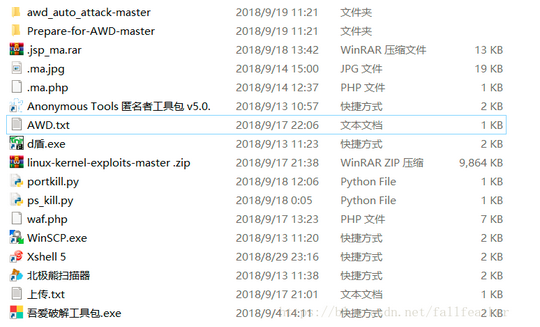 awd_auto_attack-master 2018/9/19 11:21 文件夹
Prepare-for-AWD-master 2018/9/19 11:21 文件夹
.jsp_ma.rar 2018/9/18 13:42 WinRAR 压缩文件 13 KB
.ma.jpg 2018/9/14 15:00 JPG 文件 19 KB
.ma.php 2018/9/14 12:37 PHP 文件 1 KB
Anonymous Tools 匿名者工具包 v5.0. 2018/9/13 10:57 快捷方式 2 KB
AWD.txt 2018/9/17 22:06 文本文档 1 KB
d盾.exe 2018/9/13 11:23 快捷方式 2 KB
linux-kernel-exploits-master .zip 2018/9/17 21:38 WinRAR ZIP 压缩 9,864 KB
portkill.py 2018/9/18 12:06 Python File 1 KB
ps_kill.py 2018/9/18 0:05 Python File 1 KB
waf.php 2018/9/17 13:23 PHP 文件 7 KB
WinSCP.exe 2018/9/13 11:20 快捷方式 2 KB
Xshell 5 2018/8/29 23:16 快捷方式 2 KB
北极熊扫描器 2018/9/13 11:38 快捷方式 2 KB
上传.txt 2018/9/17 21:01 文本文档 1 KB
吾爱破解工具包.exe 2018/9/4 14:11 快捷方式 2 KB